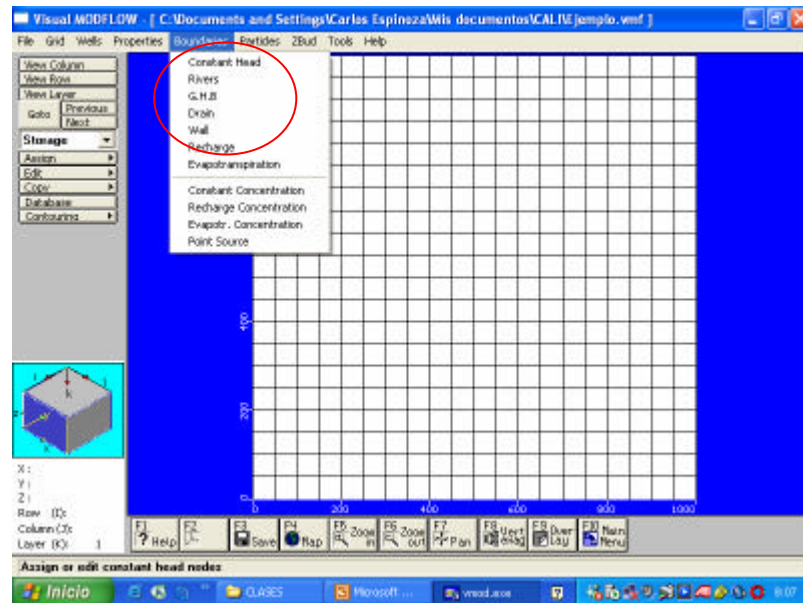 Visual MODFLOW - [ C:\Documents and Settings\Carlos Espinoza\Mis documentos\CALI\Ejemplo.vmf ]
File Grid Wells Properties Boundaries Particles ZBud Tools Help
View Column
View Row
View Layer
Goto Previous
Next
Storage
Assign
Edit
Copy
Database
Contouring
Constant Head
Rivers
G.H.B
Drain
Wall
Recharge
Evapotranspiration
Constant Concentration
Recharge Concentration
Evapotr. Concentration
Point Source
400
200
0
0 200 400 600 800 1000
X :
Y :
Z :
Row (I):
Column (J):
Layer (K): 1
F1 Help
F2
F3 Save
F4 Map
F5 Zoom in
F6 Zoom out
F7 Pan
F8 Vert exag
F9 Over Lay
F10 Main Menu
Assign or edit constant head nodes
Inicio
CLASES
Microsoft ...
8:07